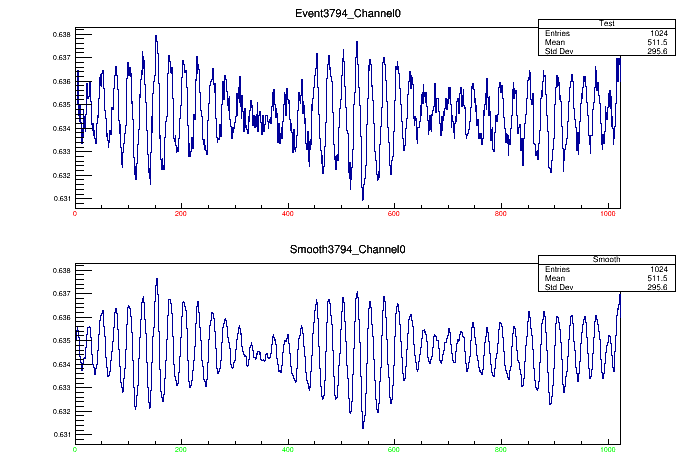 Event3794_Channel0
Test
Entries 1024
Mean 511.5
Std Dev 295.6
0.638
0.637
0.636
0.635
0.634
0.633
0.632
0.631
0 200 400 600 800 1000
Smooth3794_Channel0
Smooth
Entries 1024
Mean 511.5
Std Dev 295.6
0.638
0.637
0.636
0.635
0.634
0.633
0.632
0.631
0 200 400 600 800 1000